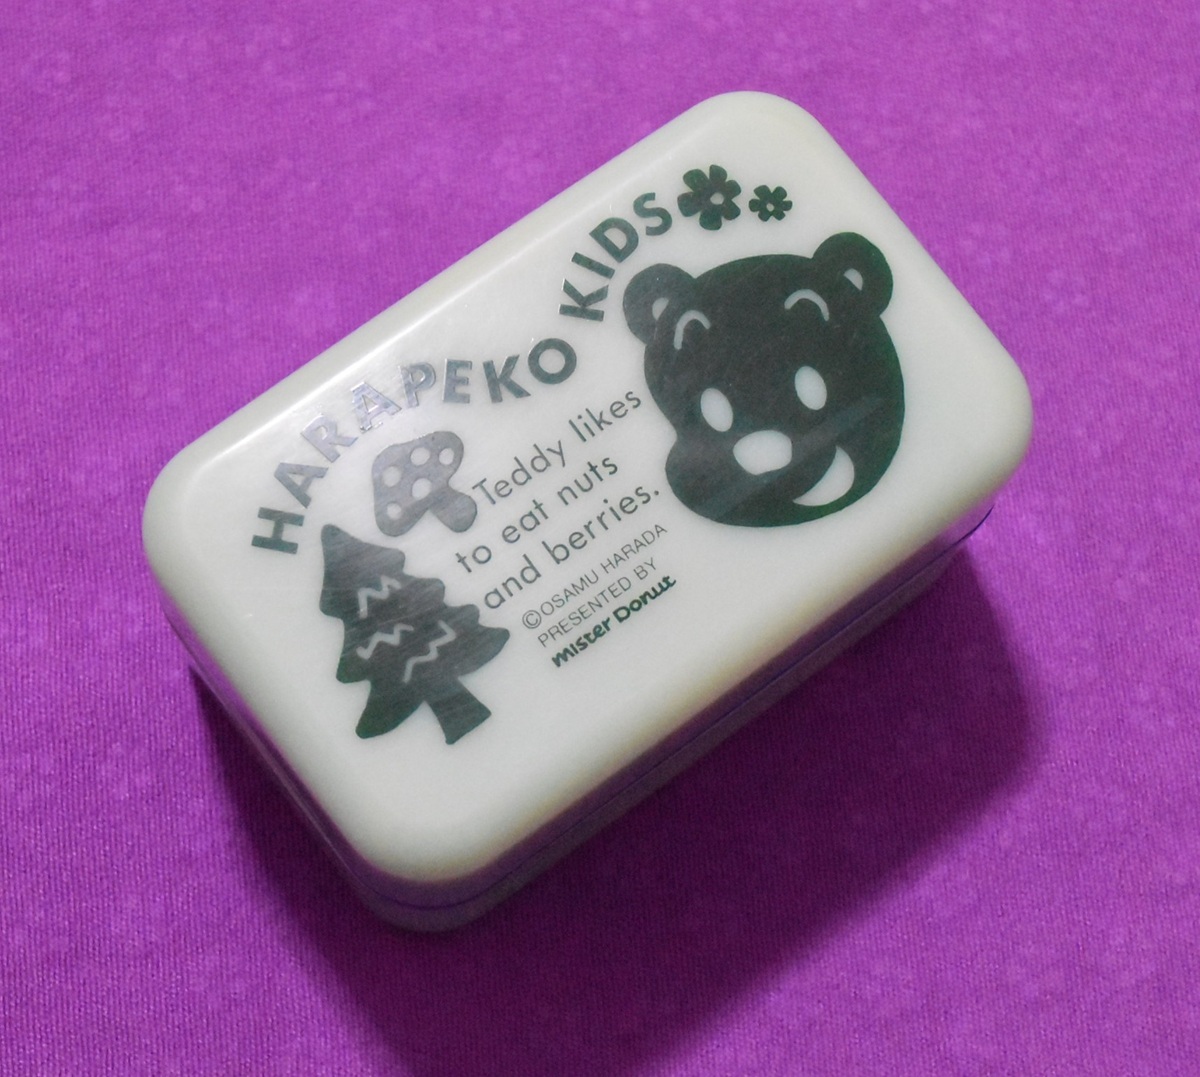 HARAPEKO KIDS
Teddy likes
to eat nuts
and berries.
©OSAMU HARADA
PRESENTED BY
mister Donut